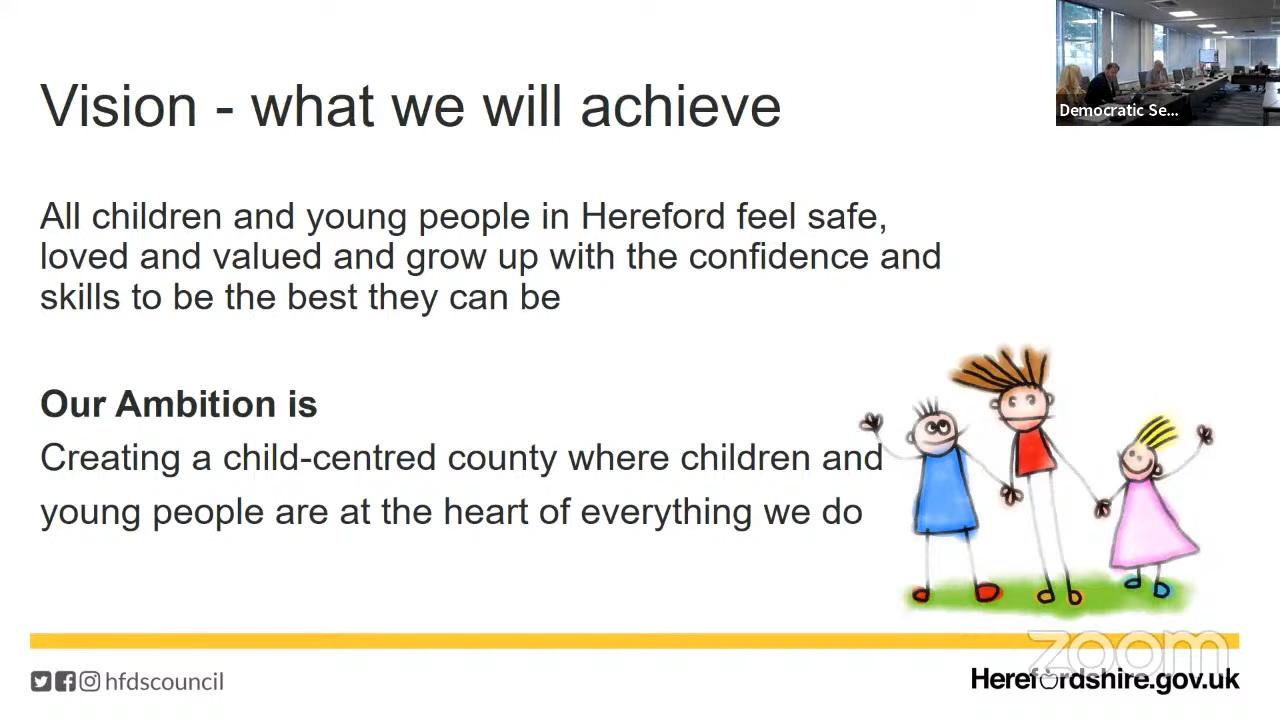 Vision - what we will achieve
Democratic Se...
All children and young people in Hereford feel safe,
loved and valued and grow up with the confidence and
skills to be the best they can be
Our Ambition is
Creating a child-centred county where children and
young people are at the heart of everything we do
zoom
hfdscouncil
Herefordshire.gov.uk